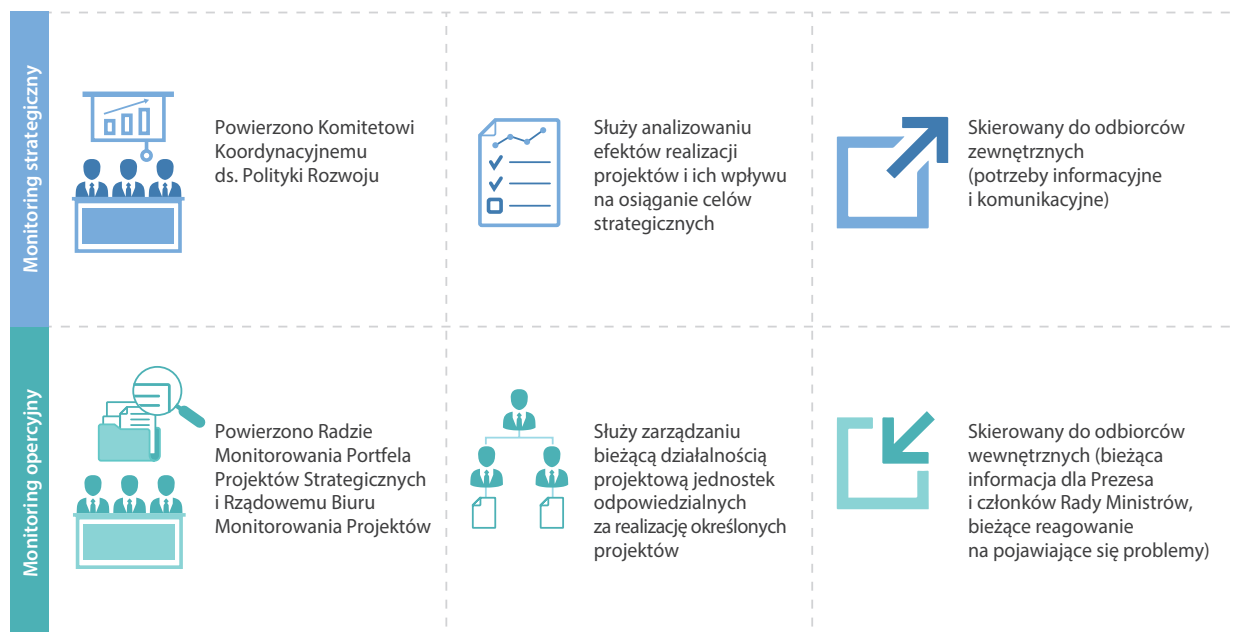 Monitoring strategiczny
Powierzono Komitetowi
Koordynacyjnemu
ds. Polityki Rozwoju
Służy analizowaniu
efektów realizacji
projektów i ich wpływu
na osiąganie celów
strategicznych
Skierowany do odbiorców
zewnętrznych
(potrzeby informacyjne
i komunikacyjne)
Monitoring opercyjny
Powierzono Radzie
Monitorowania Portfela
Projektów Strategicznych
i Rządowemu Biuru
Monitorowania Projektów
Służy zarządzaniu
bieżącą działalnością
projektową jednostek
odpowiedzialnych
za realizację określonych
projektów
Skierowany do odbiorców
wewnętrznych (bieżąca
informacja dla Prezesa
i członków Rady Ministrów,
bieżące reagowanie
na pojawiające się problemy)